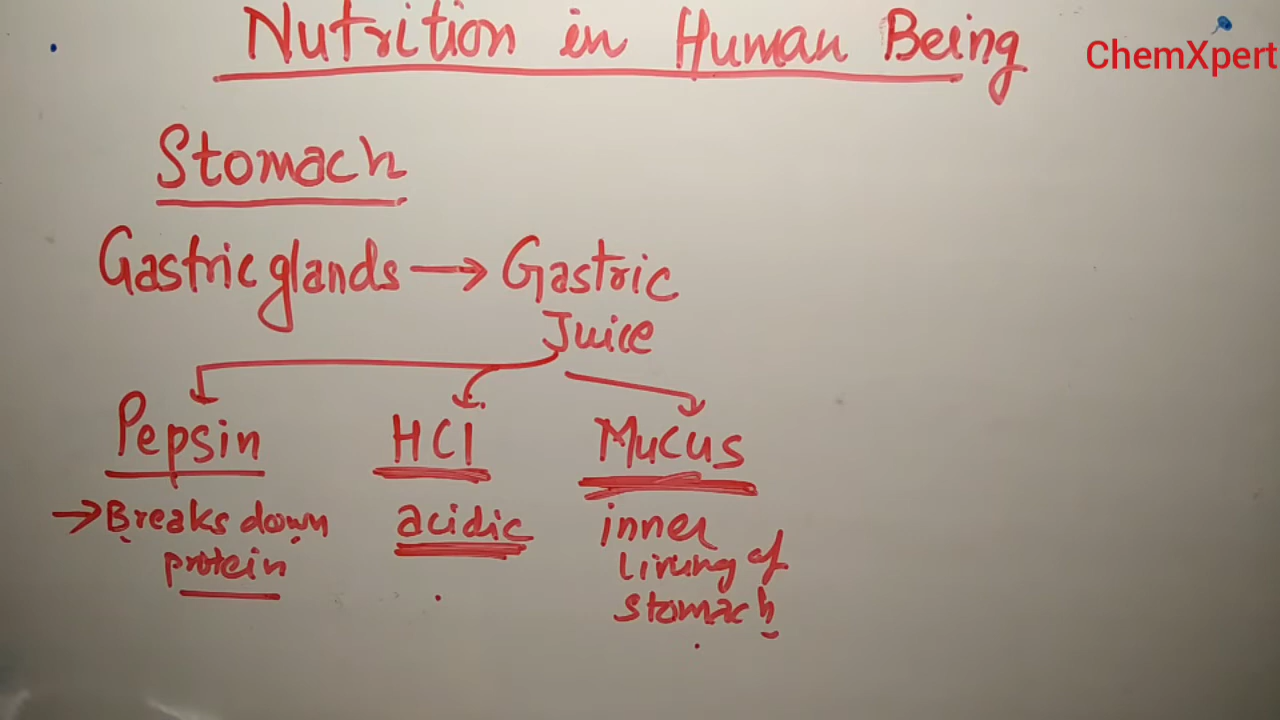 Nutrition in Human Being
ChemXpert
Stomach
Gastric glands → Gastric
Juice
Pepsin HCl Mucus
→ Breaks down acidic inner
protein lining of
stomach